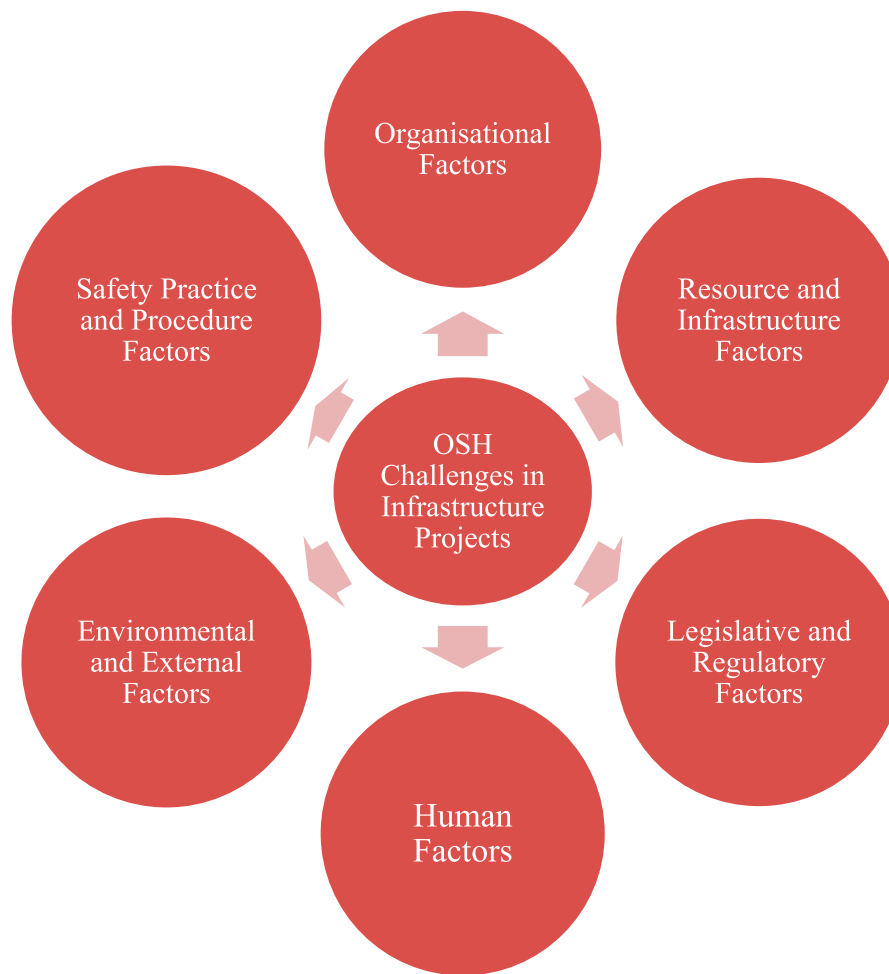 Organisational
Factors
Safety Practice
and Procedure
Factors
Resource and
Infrastructure
Factors
OSH
Challenges in
Infrastructure
Projects
Environmental
and External
Factors
Legislative and
Regulatory
Factors
Human
Factors